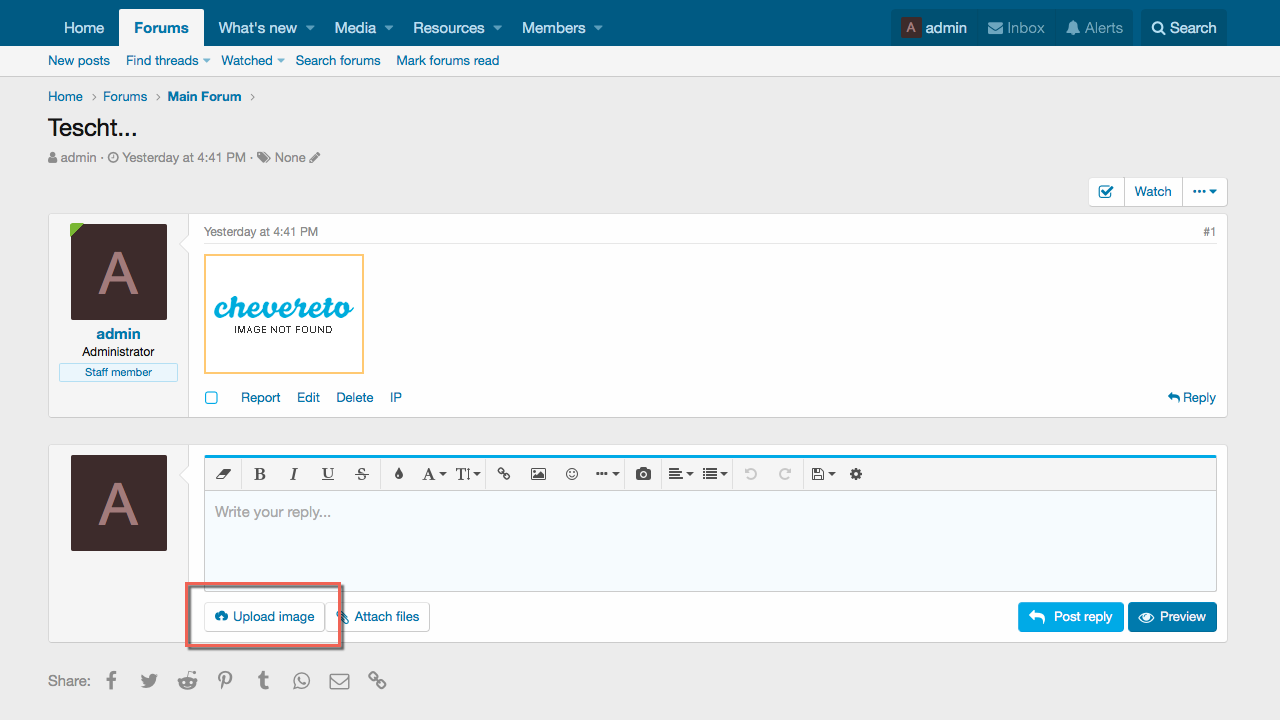 Home Forums What's new Media Resources Members A admin Inbox Alerts Search
New posts Find threads Watched Search forums Mark forums read
Home Forums Main Forum
Tescht...
admin · Yesterday at 4:41 PM · None
Watch
A
admin
Administrator
Staff member
Yesterday at 4:41 PM #1
chevereto
IMAGE NOT FOUND
Report Edit Delete IP Reply
A
B I U S A TI
Write your reply...
Upload image Attach files Post reply Preview
Share: